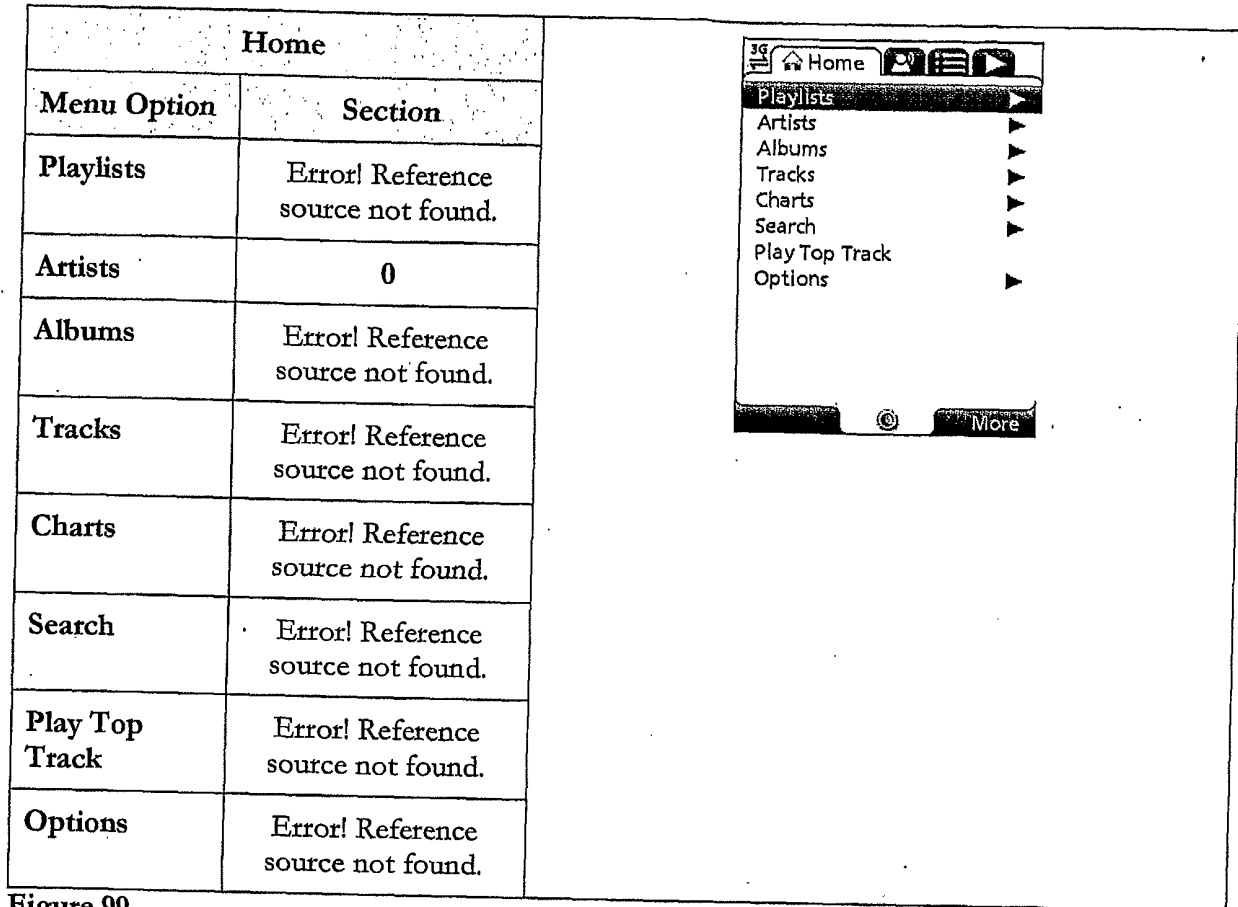 Home
Menu Option Section
Playlists Error! Reference
source not found.
Artists 0
Albums Error! Reference
source not found.
Tracks Error! Reference
source not found.
Charts Error! Reference
source not found.
Search Error! Reference
source not found.
Play Top Error! Reference
Track source not found.
Options Error! Reference
source not found.
3G Home
Playlists
Artists
Albums
Tracks
Charts
Search
Play Top Track
Options
More
Figure 90